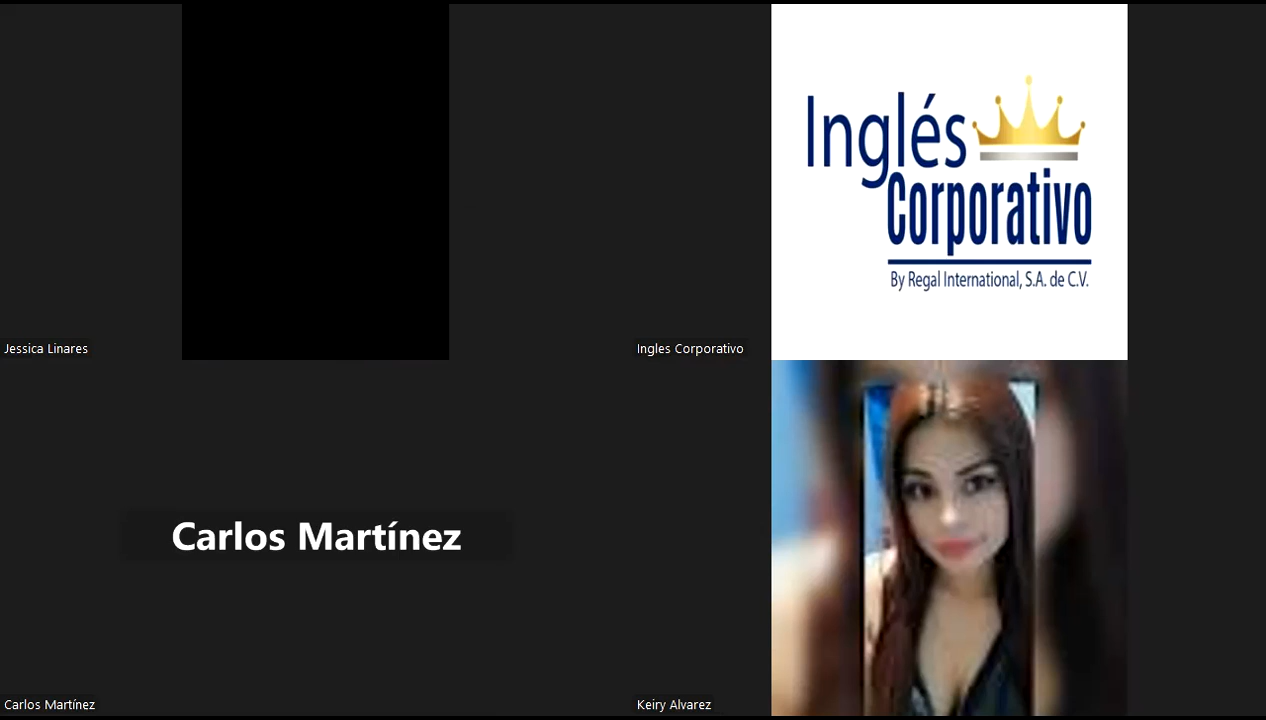 Inglés
Corporativo
By Regal International, S.A. de C.V.
Jessica Linares
Ingles Corporativo
Carlos Martínez
Carlos Martínez
Keiry Alvarez